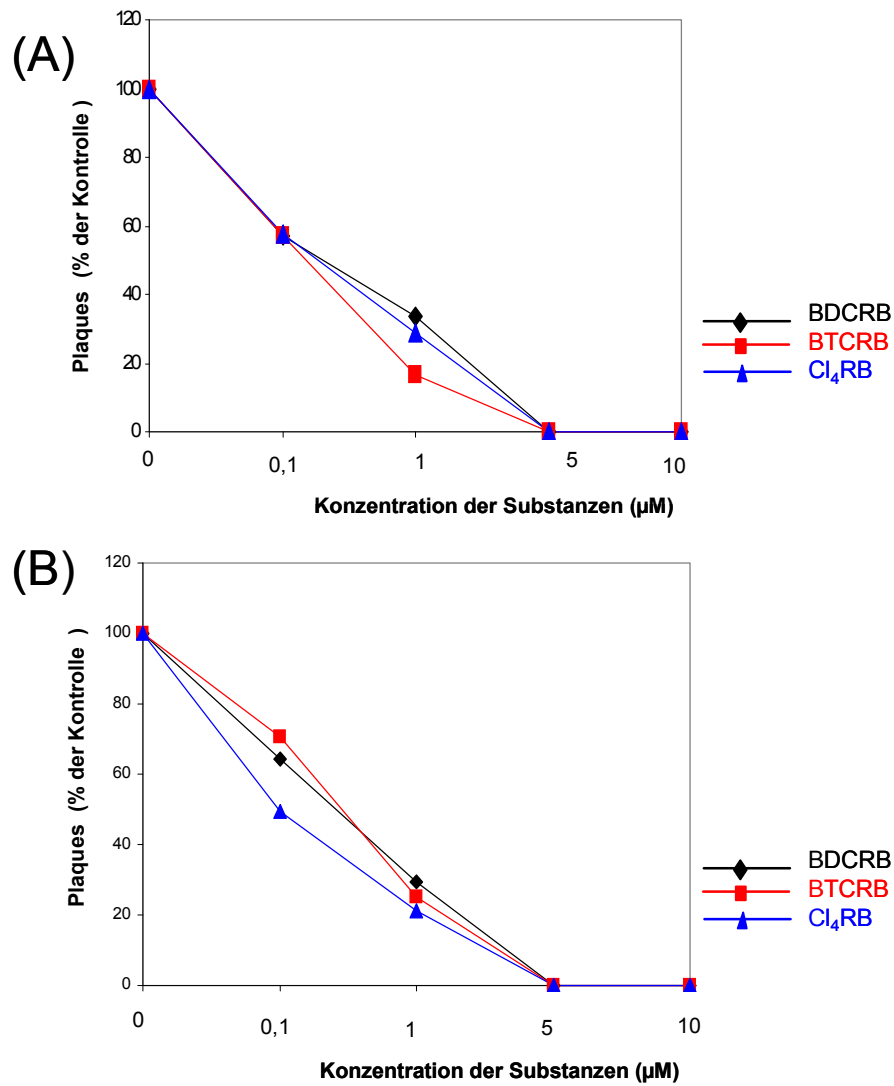 (A)
Plaques (% der Kontrolle )
120
100
80
60
40
20
0
0 0,1 1 5 10
Konzentration der Substanzen (µM)
BDCRB
BTCRB
Cl₄RB
(B)
Plaques (% der Kontrolle )
120
100
80
60
40
20
0
0 0,1 1 5 10
Konzentration der Substanzen (µM)
BDCRB
BTCRB
Cl₄RB